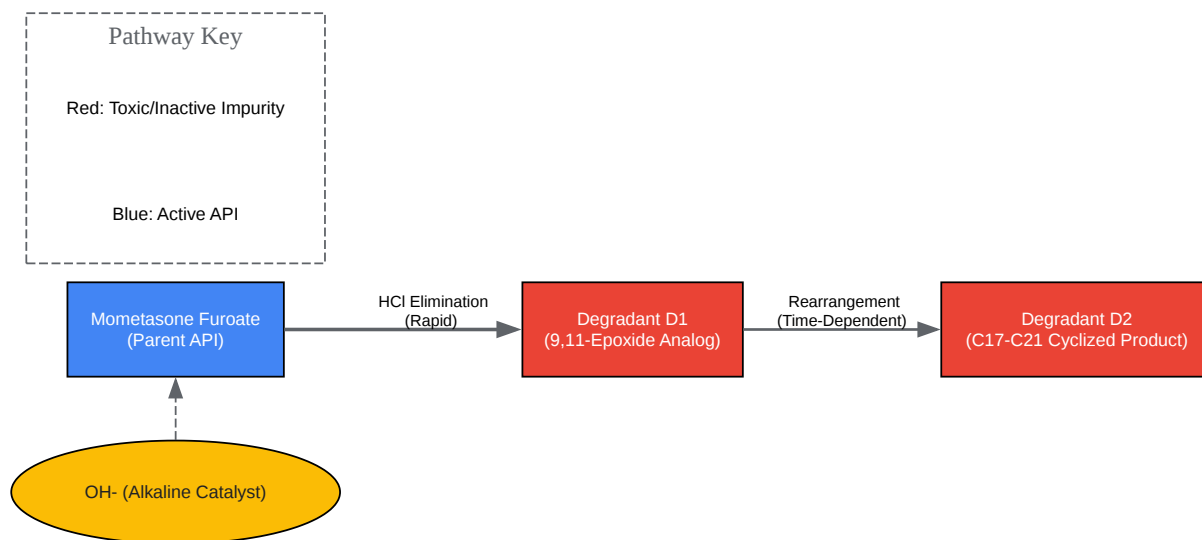 Pathway Key
Red: Toxic/Inactive Impurity
Blue: Active API
Mometasone Furoate
(Parent API)
HCl Elimination
(Rapid)
Degradant D1
(9,11-Epoxide Analog)
Rearrangement
(Time-Dependent)
Degradant D2
(C17-C21 Cyclized Product)
OH- (Alkaline Catalyst)